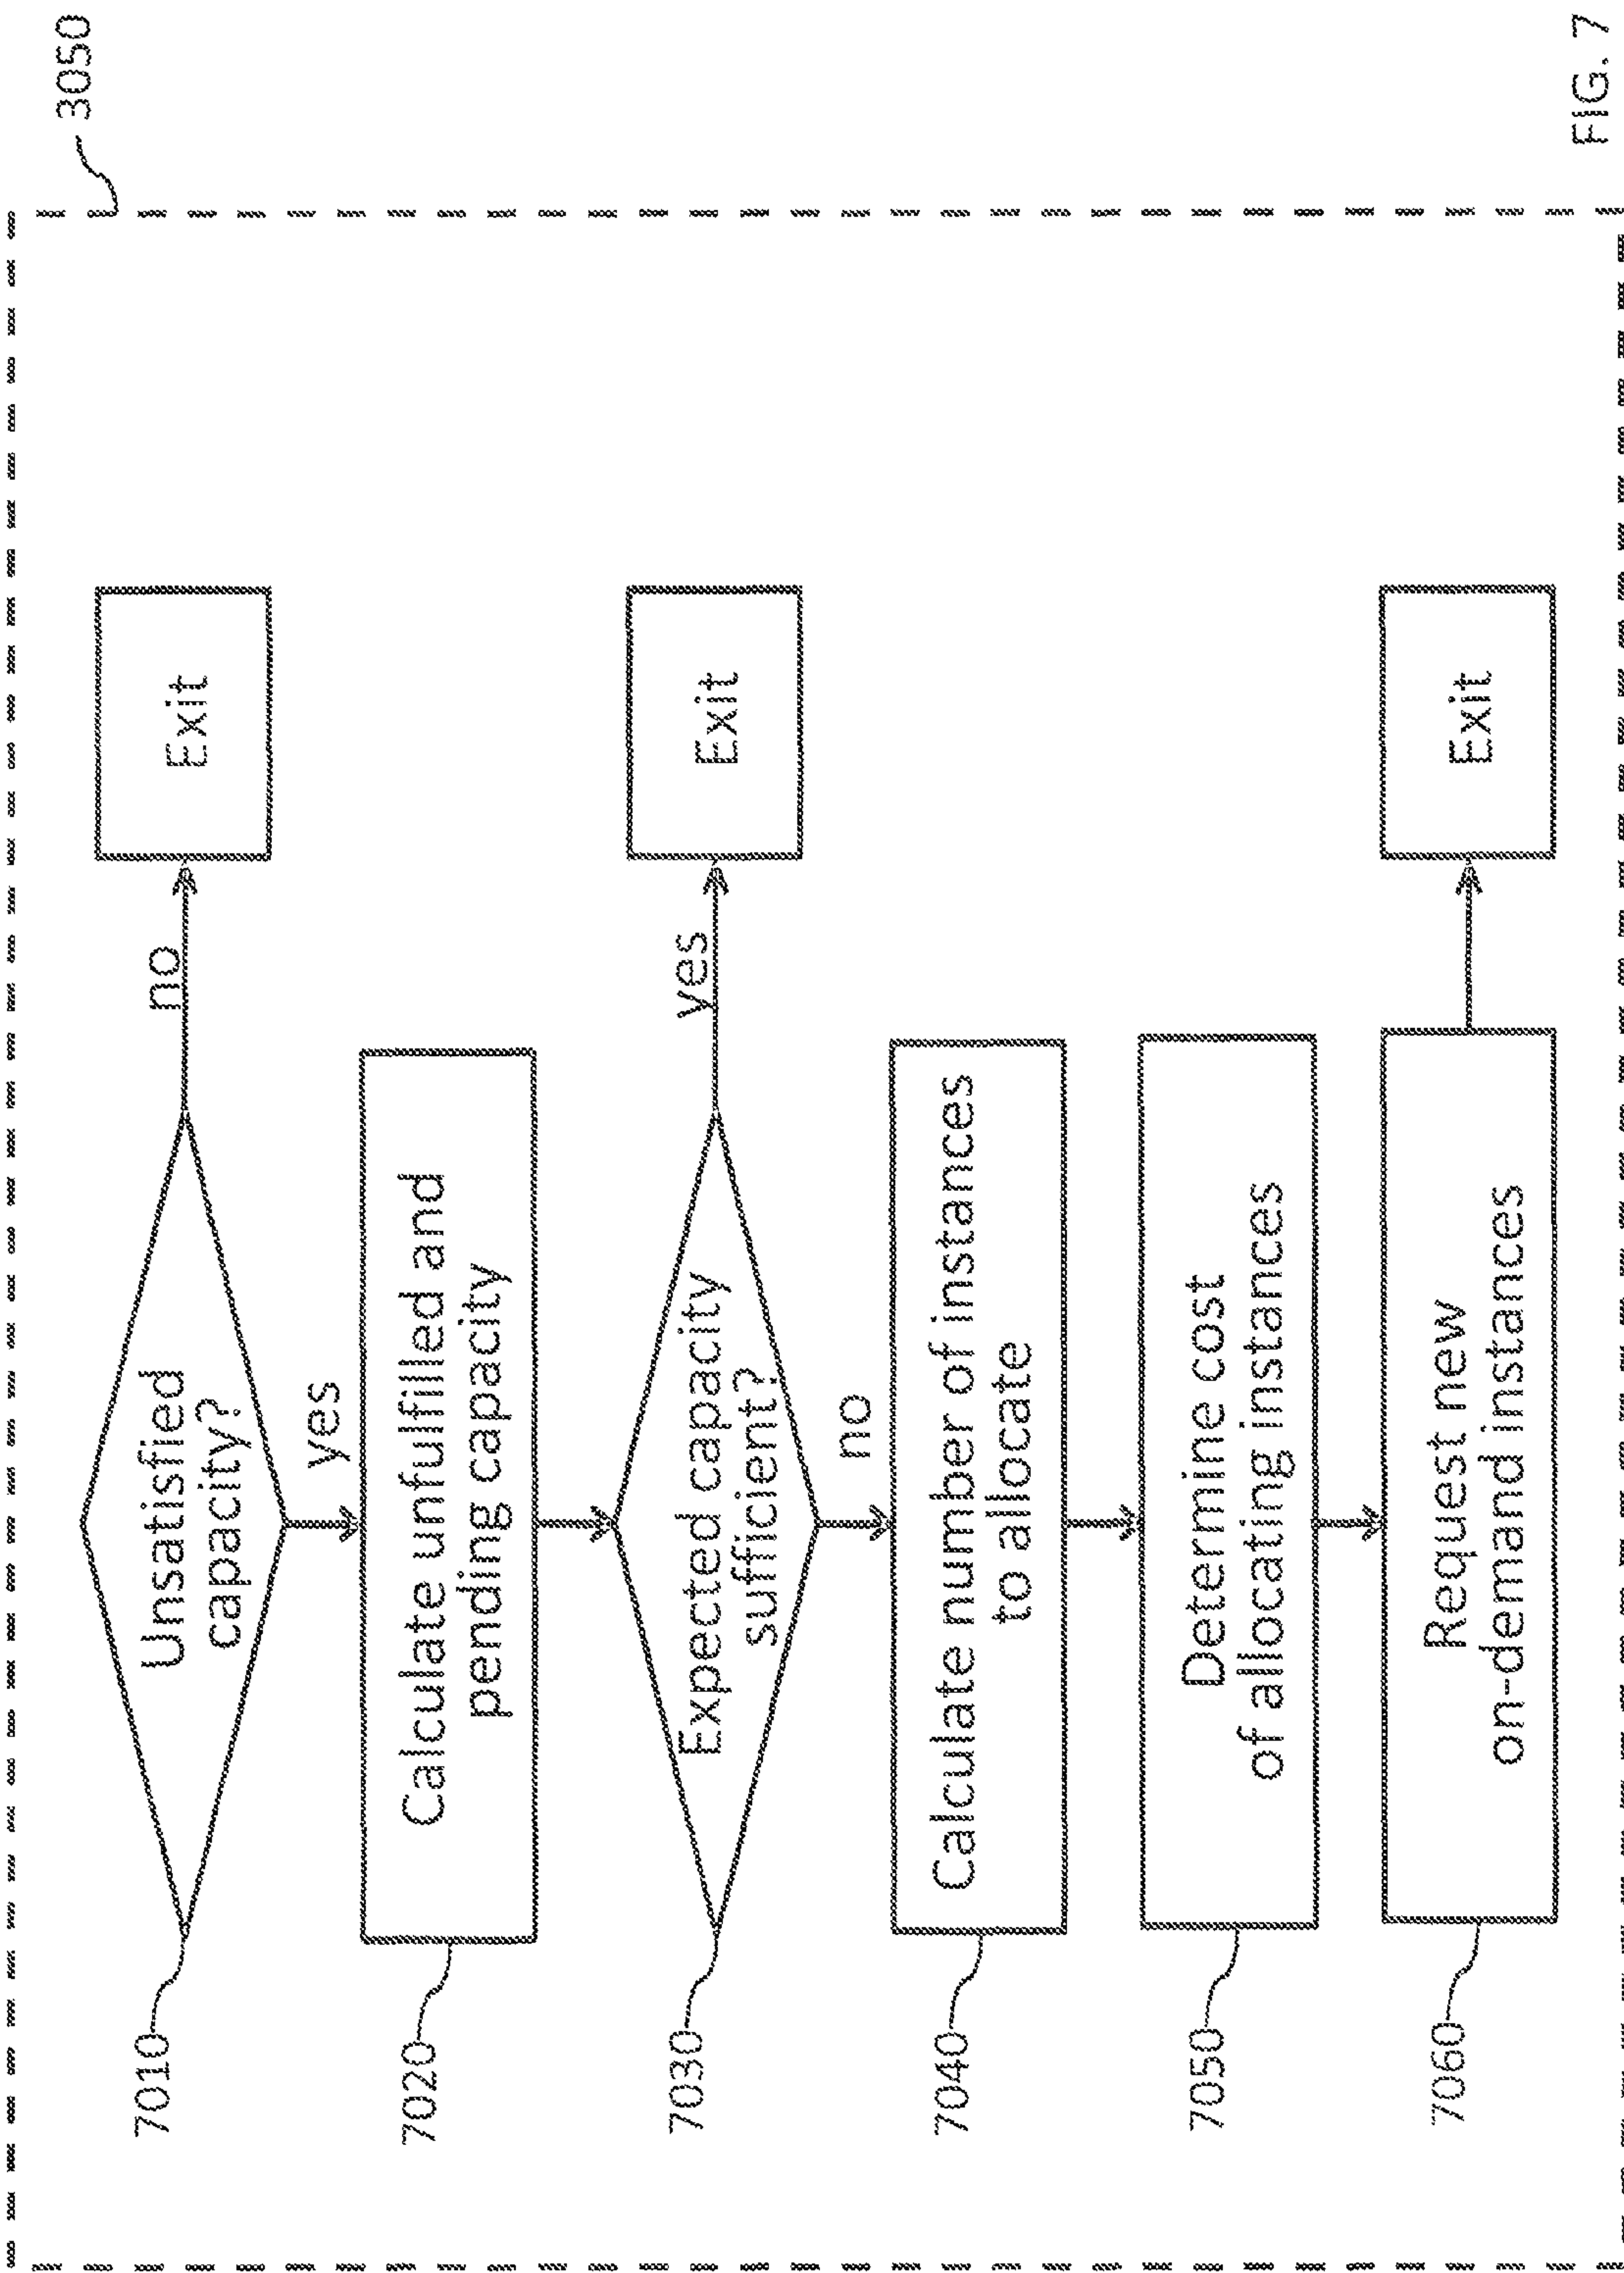 3050
7010
Unsatisfied
capacity?
no
Exit
yes
7020
Calculate unfulfilled and
pending capacity
7030
Expected capacity
sufficient?
yes
Exit
no
7040
Calculate number of instances
to allocate
7050
Determine cost
of allocating instances
7060
Request new
on-demand instances
Exit
FIG. 7